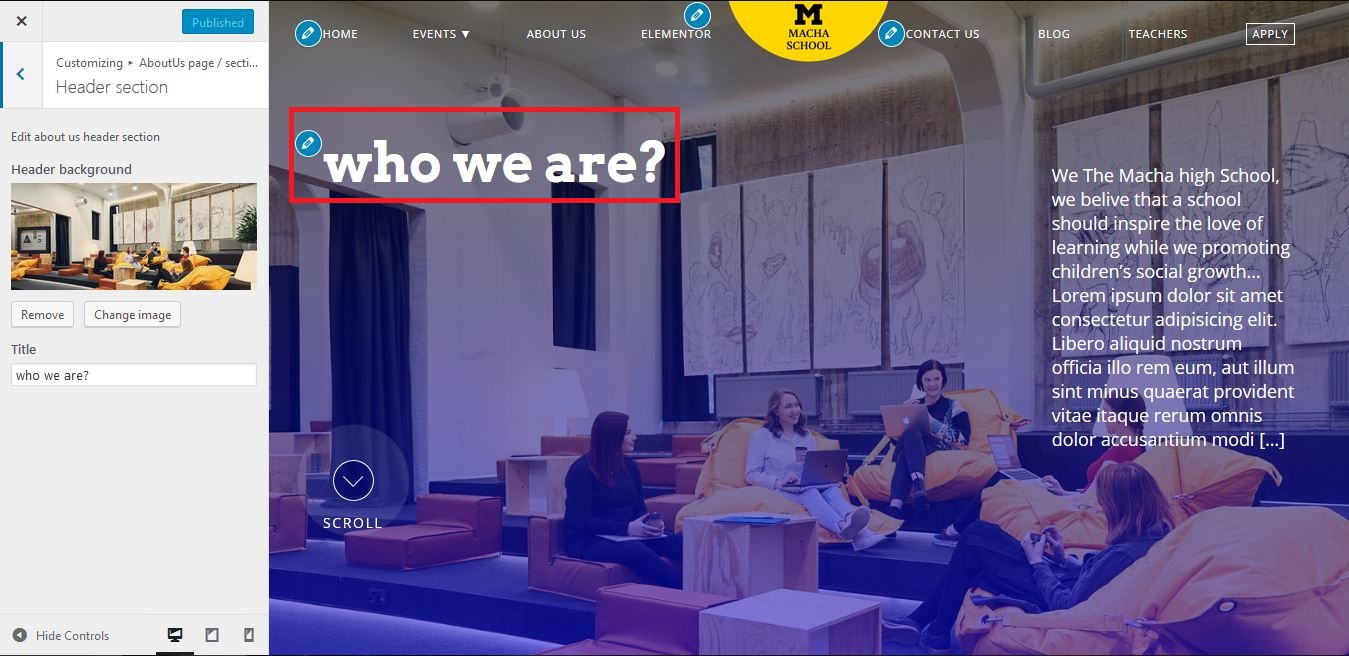 Published
Customizing ▸ AboutUs page / secti...
Header section
Edit about us header section
Header background
Remove
Change image
Title
who we are?
Hide Controls
HOME
EVENTS ▼
ABOUT US
ELEMENTOR
M
MACHA
SCHOOL
CONTACT US
BLOG
TEACHERS
APPLY
who we are?
We The Macha high School,
we belive that a school
should inspire the love of
learning while we promoting
children’s social growth...
Lorem ipsum dolor sit amet
consectetur adipisicing elit.
Libero aliquid nostrum
officia illo rem eum, aut illum
sint minus quaerat provident
vitae itaque rerum omnis
dolor accusantium modi [...]
SCROLL